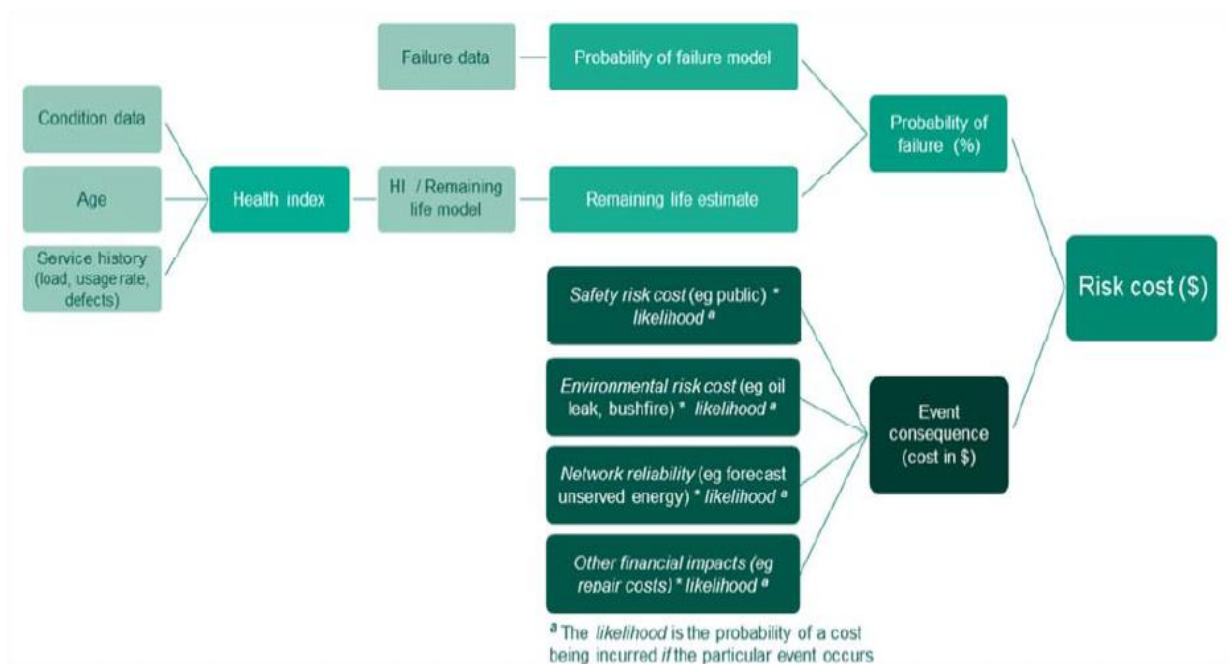 Failure data
Probability of failure model
Condition data
Probability of
failure (%)
Age
Health index
HI / Remaining
life model
Remaining life estimate
Service history
(load, usage rate,
defects)
Safety risk cost (eg public) *
likelihood ª
Risk cost ($)
Environmental risk cost (eg oil
leak, bushfire) * likelihood ª
Event
consequence
(cost in $)
Network reliability (eg forecast
unserved energy) * likelihood ª
Other financial impacts (eg
repair costs) * likelihood ª
ª The likelihood is the probability of a cost
being incurred if the particular event occurs